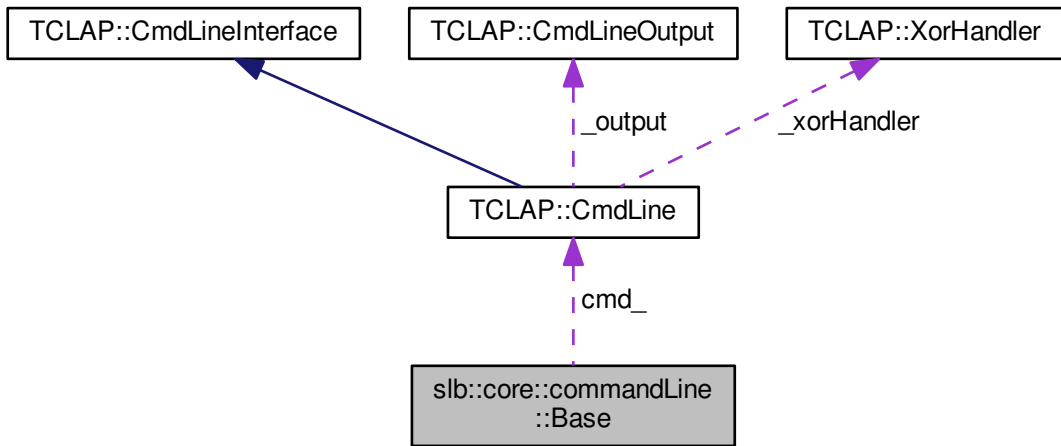 TCLAP::CmdLineInterface
TCLAP::CmdLineOutput
TCLAP::XorHandler
_output
_xorHandler
TCLAP::CmdLine
cmd_
slb::core::commandLine
::Base